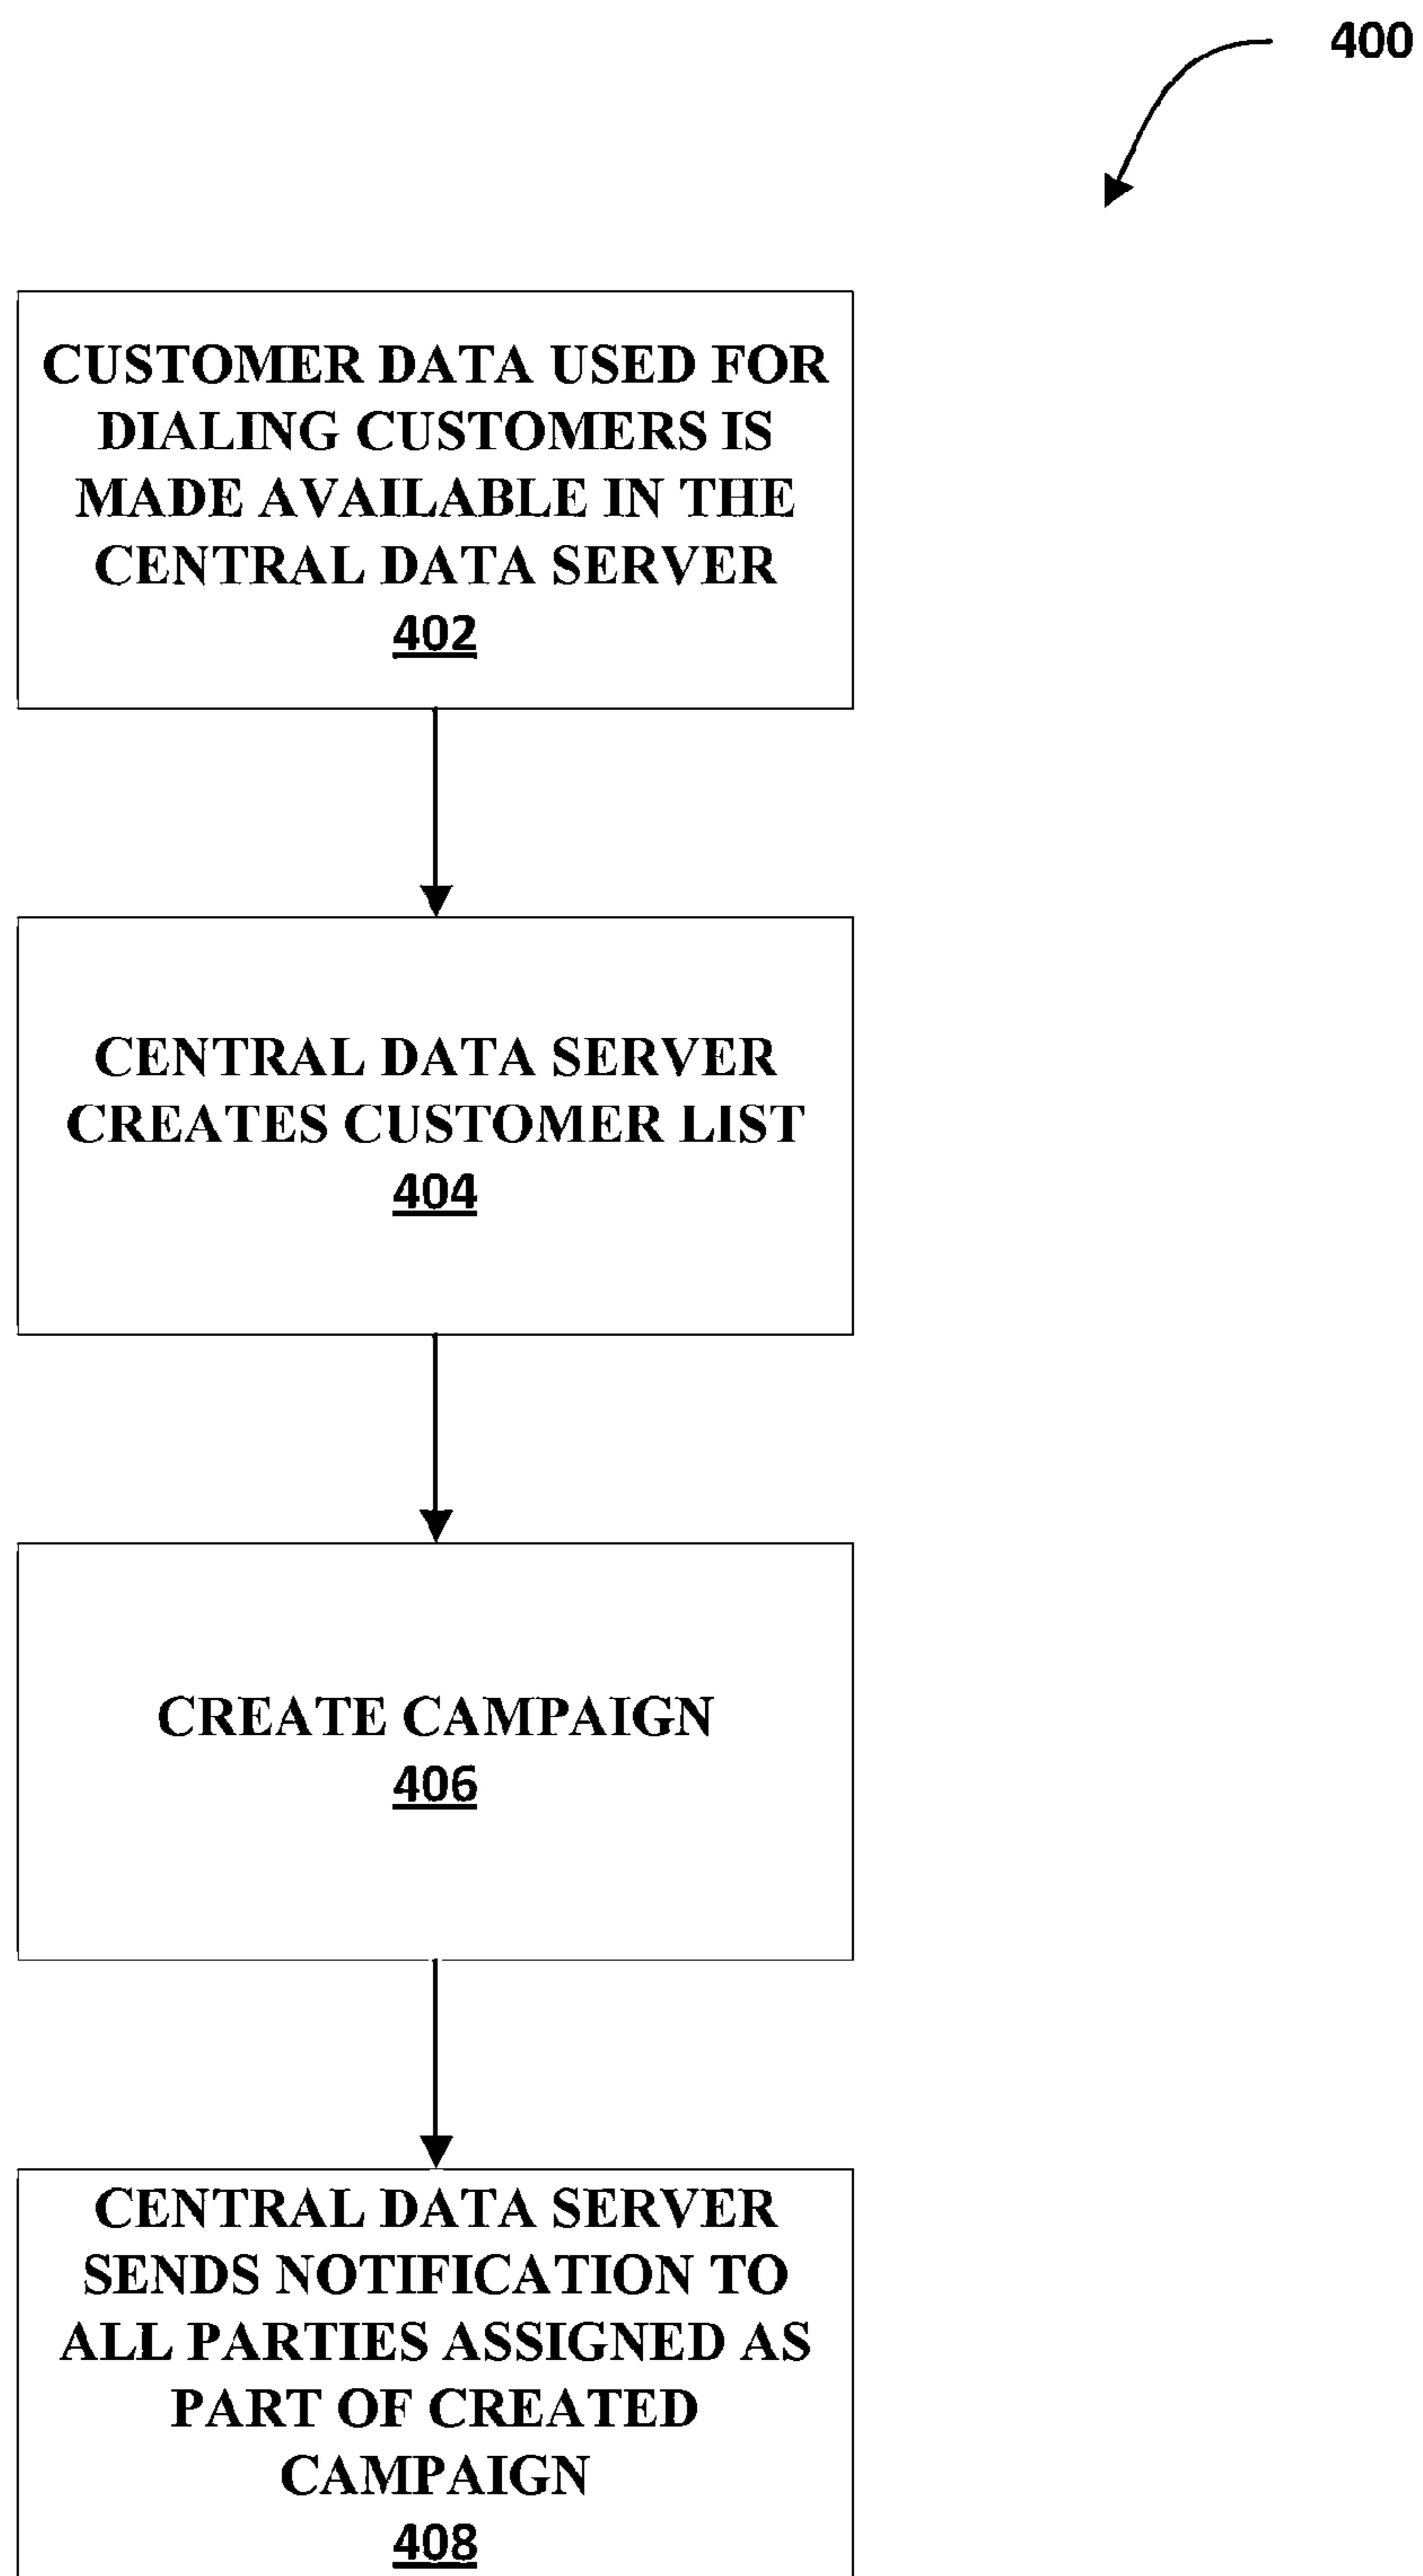 400
CUSTOMER DATA USED FOR
DIALING CUSTOMERS IS
MADE AVAILABLE IN THE
CENTRAL DATA SERVER
402
CENTRAL DATA SERVER
CREATES CUSTOMER LIST
404
CREATE CAMPAIGN
406
CENTRAL DATA SERVER
SENDS NOTIFICATION TO
ALL PARTIES ASSIGNED AS
PART OF CREATED
CAMPAIGN
408